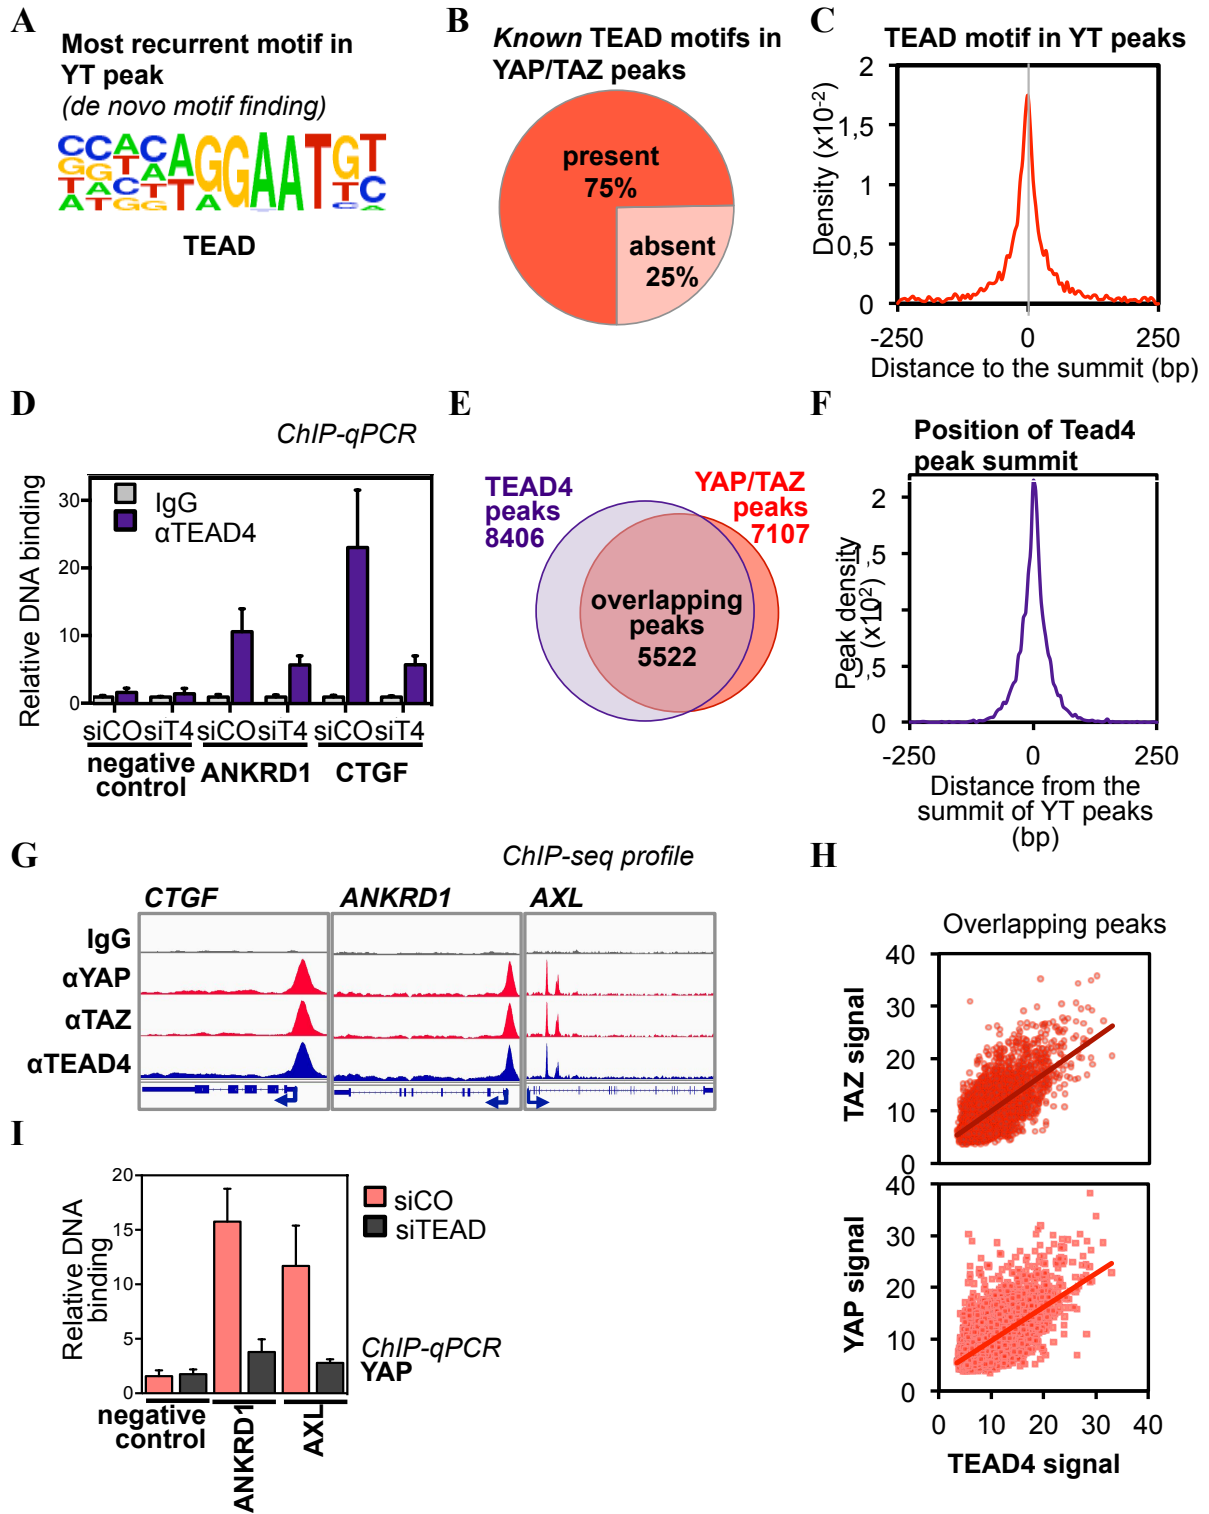 A
Most recurrent motif in
YT peak
(de novo motif finding)
TEAD
B
Known TEAD motifs in
YAP/TAZ peaks
present
75%
absent
25%
C
TEAD motif in YT peaks
Density (x10-2)
2
1,5
1
0,5
0
-250
0
250
Distance to the summit (bp)
D
ChIP-qPCR
Relative DNA binding
30
20
10
0
IgG
αTEAD4
siCO
siT4
siCO
siT4
siCO
siT4
negative
control
ANKRD1
CTGF
E
TEAD4
peaks
8406
YAP/TAZ
peaks
7107
overlapping
peaks
5522
F
Position of Tead4
peak summit
Peak density
(x102)
2
,5
,5
0
-250
0
250
Distance from the
summit of YT peaks
(bp)
G
ChIP-seq profile
CTGF
ANKRD1
AXL
IgG
αYAP
αTAZ
αTEAD4
H
Overlapping peaks
TAZ signal
40
30
20
10
0
YAP signal
40
30
20
10
0
0
10
20
30
40
TEAD4 signal
I
Relative DNA
binding
20
15
10
5
0
siCO
siTEAD
ChIP-qPCR
YAP
negative
control
ANKRD1
AXL